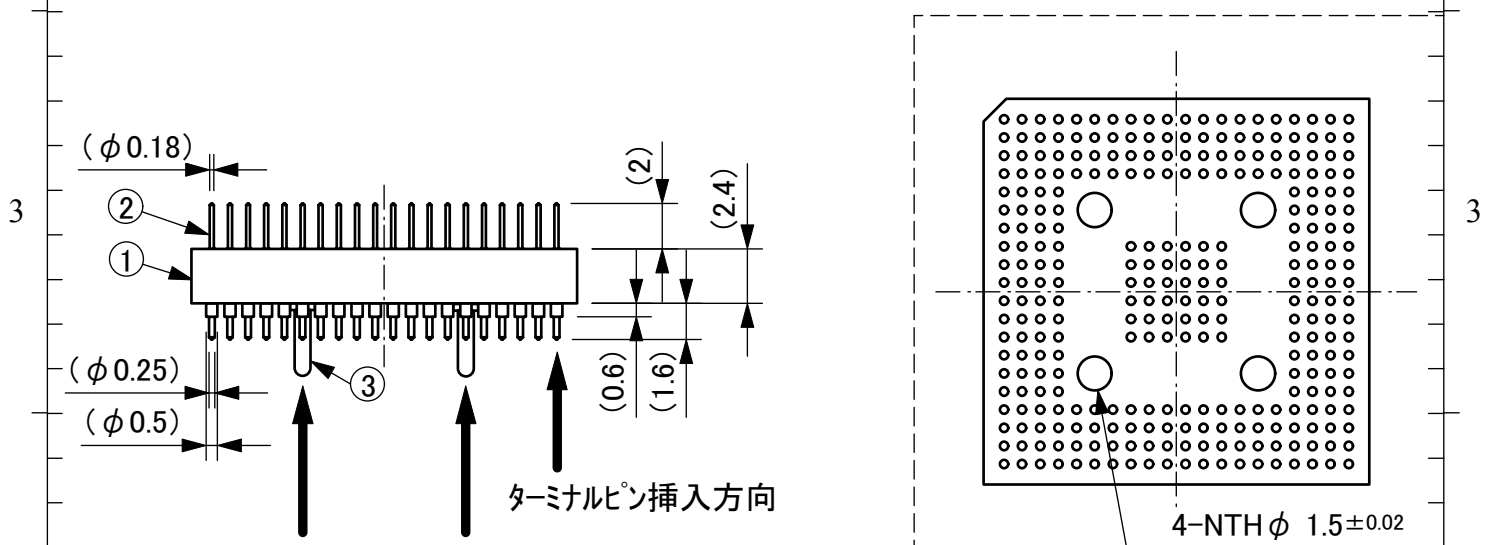 (φ0.18)
(2)
(2.4)
3
②
3
①
(φ0.25)
③
(0.6)
(1.6)
(φ0.5)
ターミナルピン挿入方向
4-NTHφ 1.5±0.02